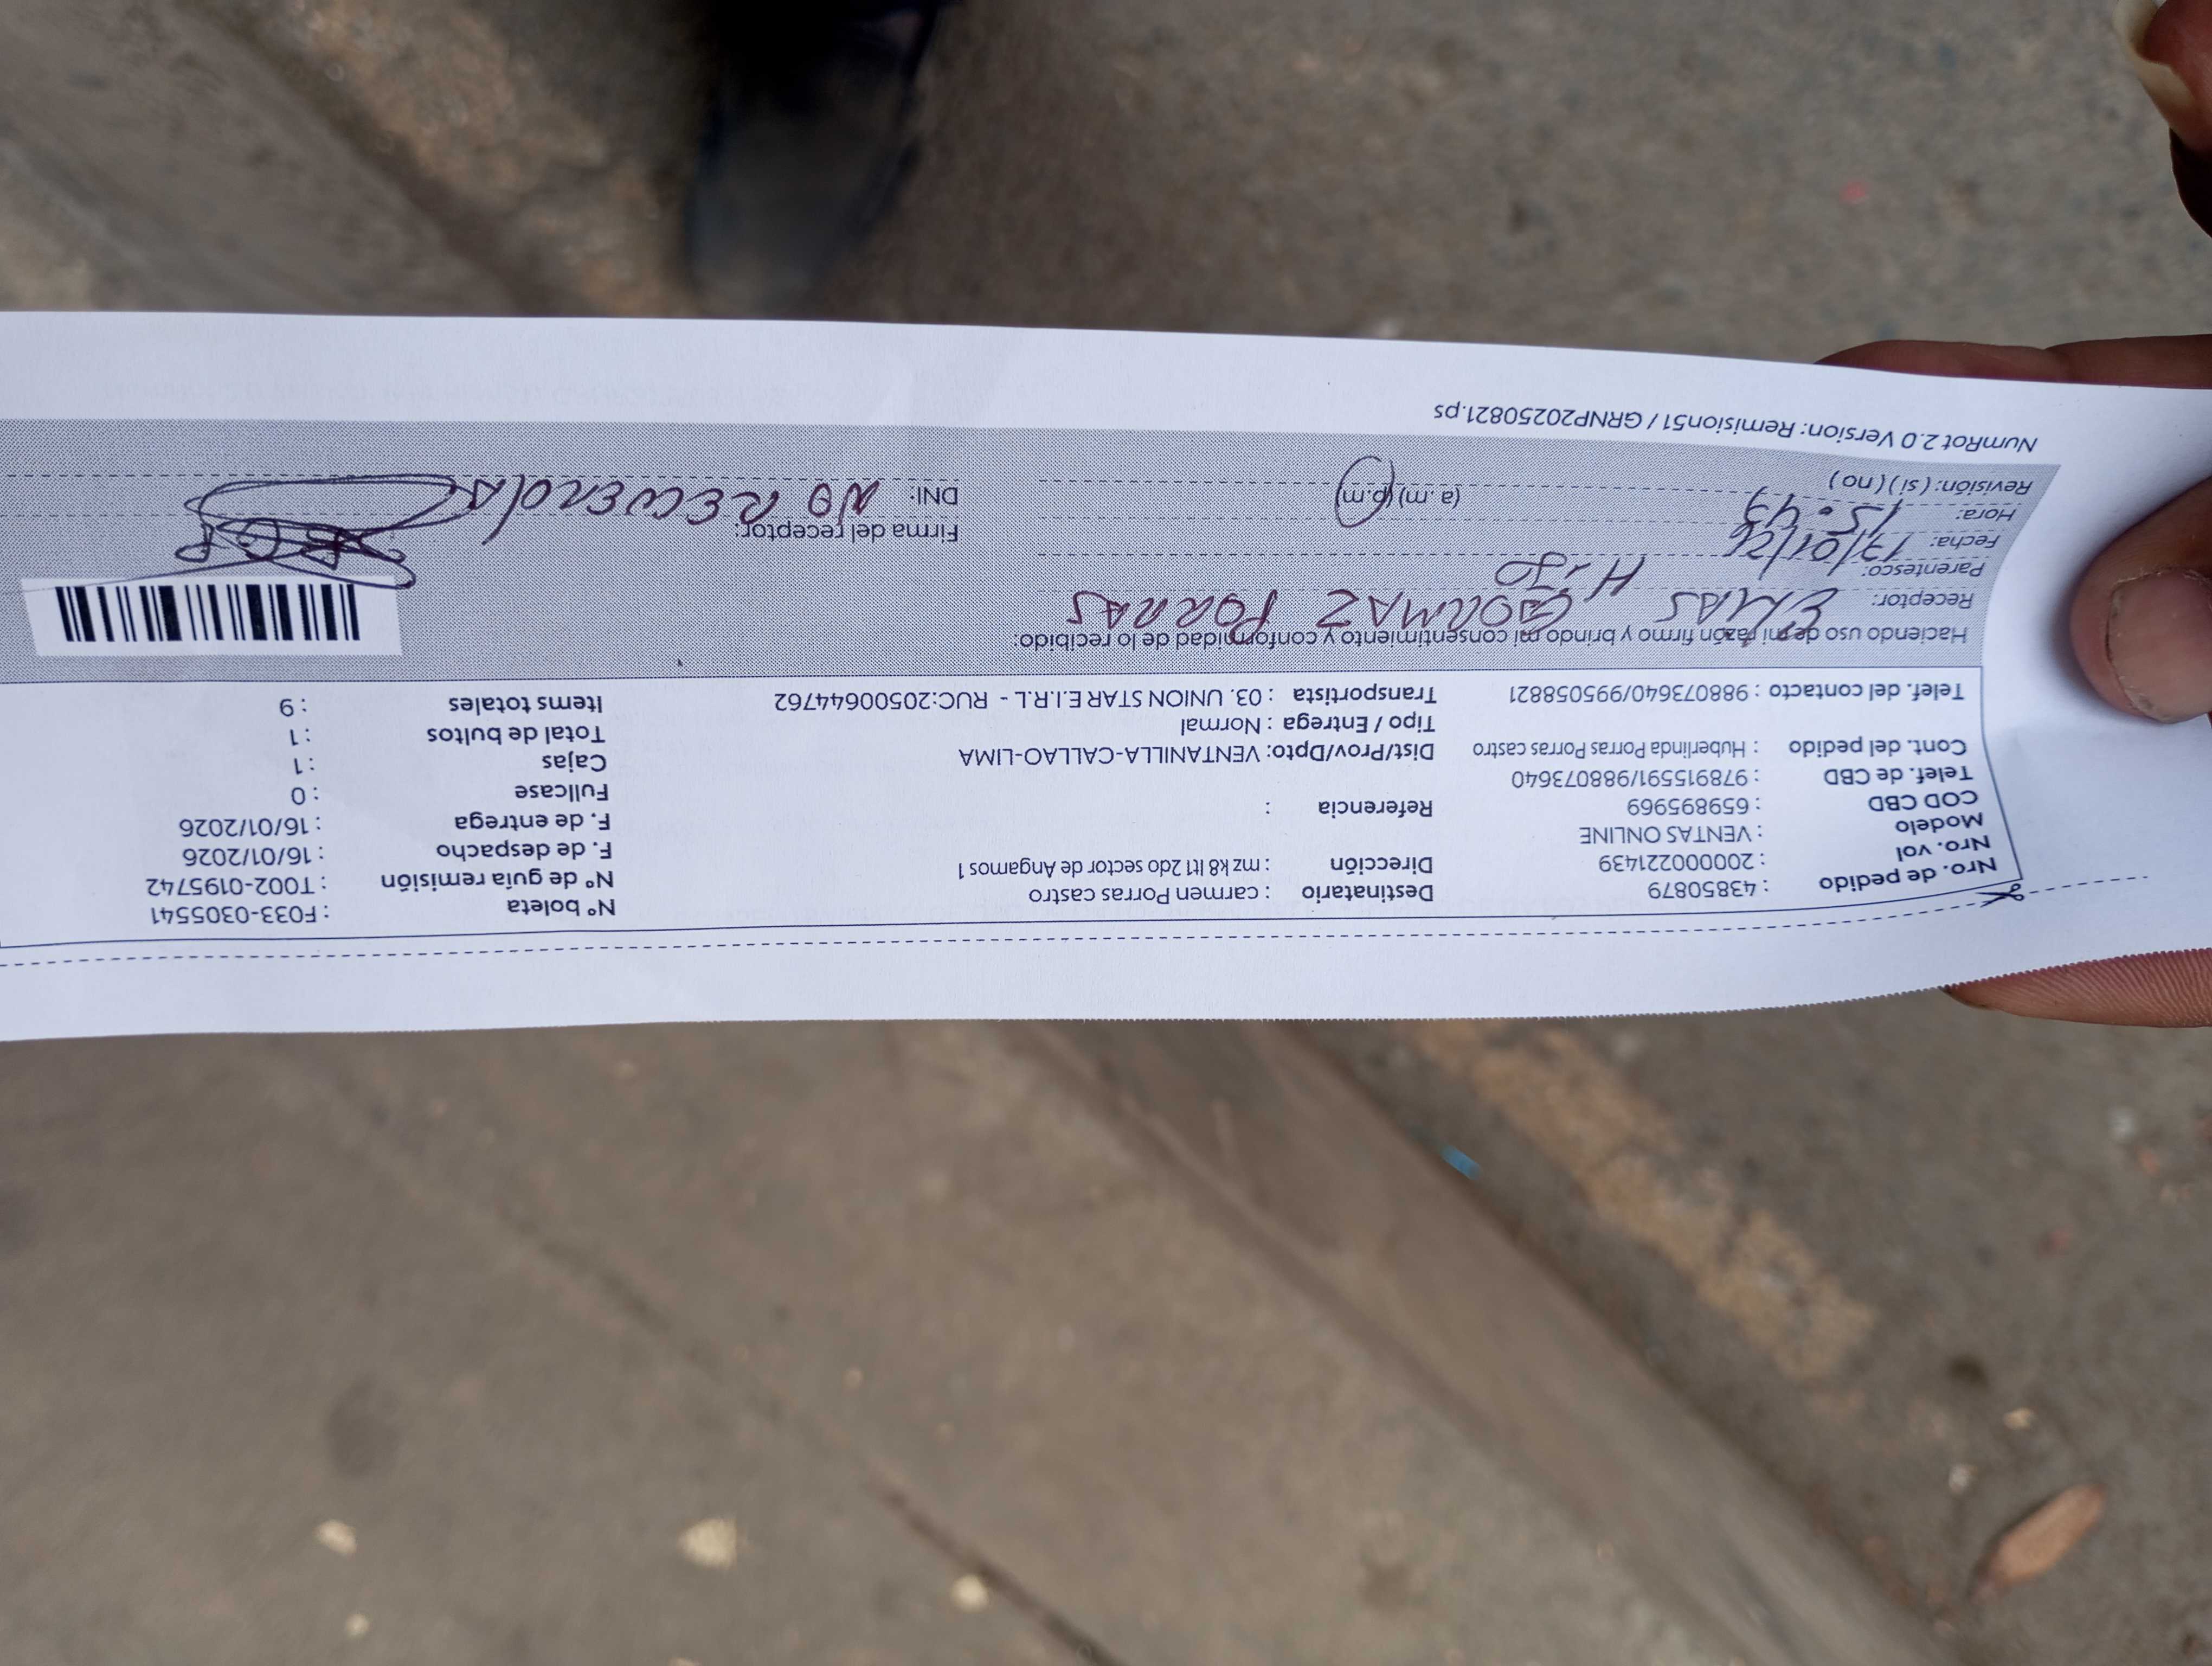 Nro. de pedido : 43850879
Nro. vol : 2000002221439
Modelo : VENTAS ONLINE
COD CBD : 659895969
Telef. de CBD : 978915591/988073640
Cont. del pedido : Huberlinda Porras Porras castro
Telef. del contacto : 988073640/995058821
Destinatario : carmen Porras castro
Dirección : mz k8 lt1 2do sector de Angamos 1
Referencia :
Dist/Prov/Dpto: VENTANILLA-CALLAO-LIMA
Tipo / Entrega : Normal
Transportista : 03. UNION STAR E.I.R.L - RUC:20500644762
Nº boleta : F033-0305541
Nº de guía remisión : T002-0195742
F. de despacho : 16/01/2026
F. de entrega : 16/01/2026
Fullcase : 0
Cajas : 1
Total de bultos : 1
Items totales : 9
Haciendo uso de mi razón firmo y brindo mi consentimiento y conformidad de lo recibido:
Receptor: ELIAS GORMAZ PORRAS
Parentesco: Hijo
Fecha: 17/01/26
Hora: 15:43 (a.m) (p.m)
Revisión: (si) (no)
Firma del receptor:
DNI: NO RECUERDA
NumRot 2.0 Version: Remision51 / GRNP20250821.ps